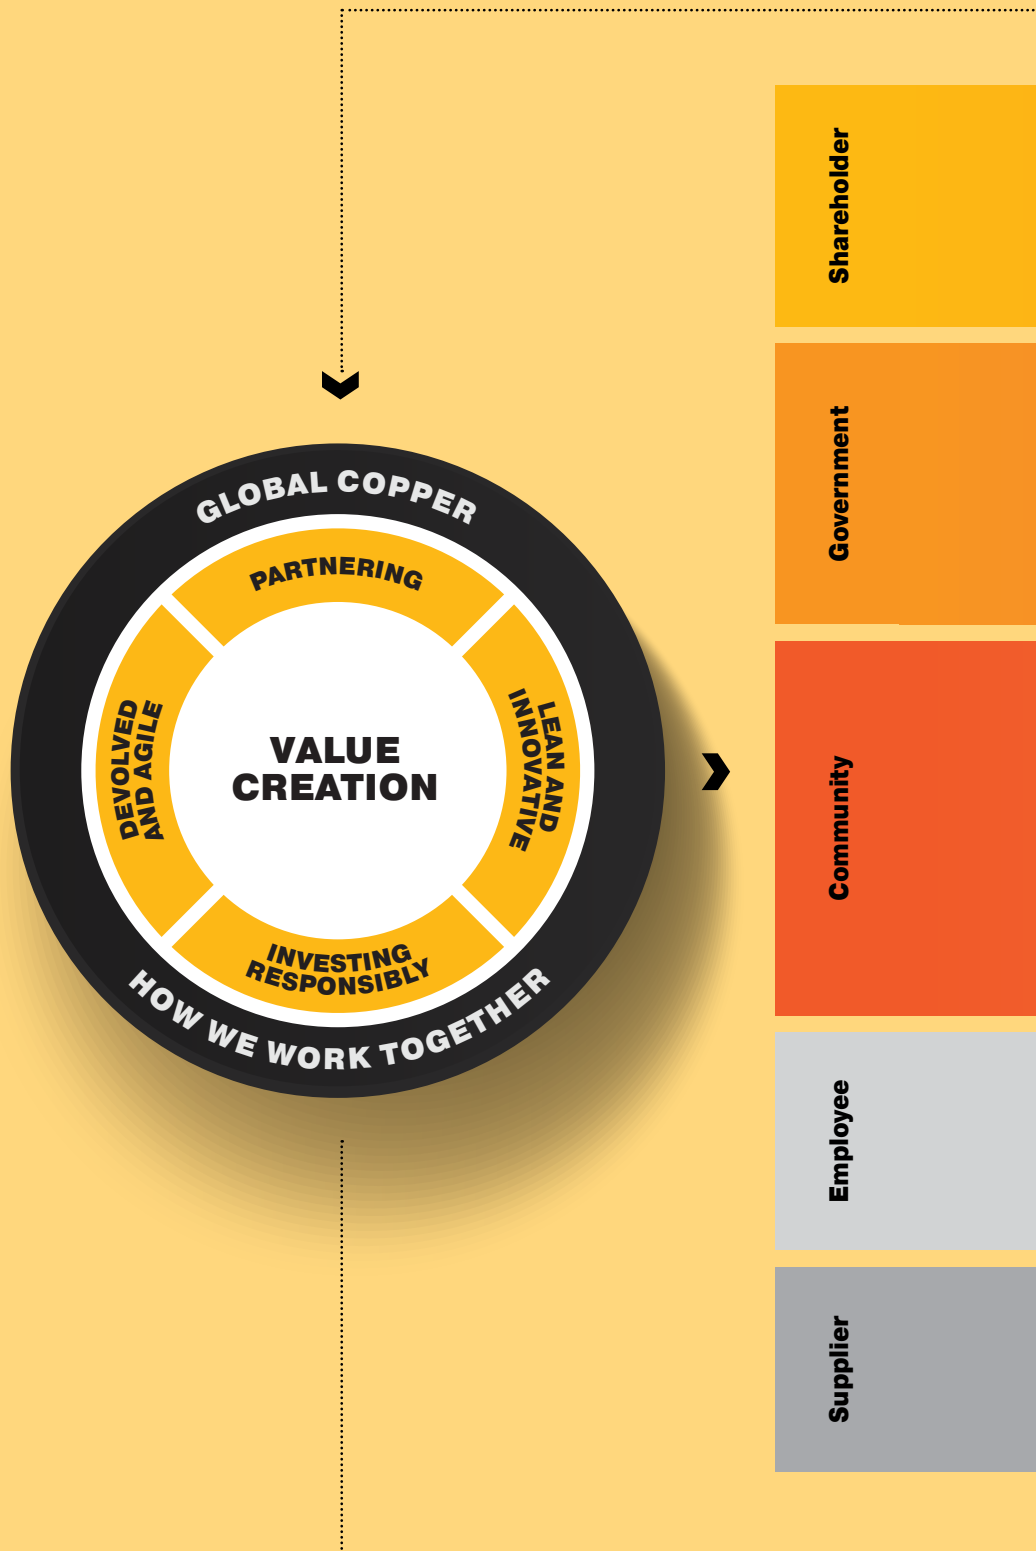 GLOBAL COPPER
PARTNERING
DEVOLVED
AND AGILE
VALUE
CREATION
LEAN AND
INNOVATIVE
INVESTING
RESPONSIBLY
HOW WE WORK TOGETHER
Shareholder
Government
Community
Employee
Supplier